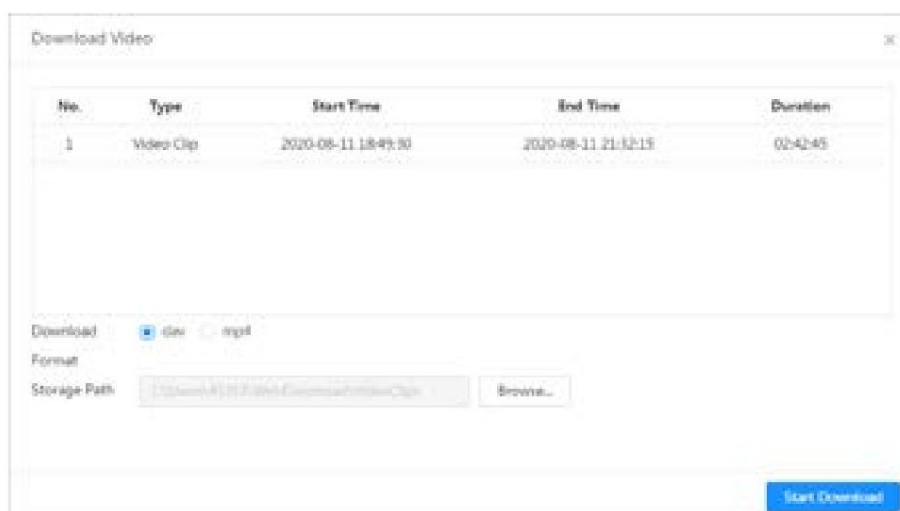 Download Video
No. Type Start Time End Time Duration
1 Video Clip 2020-08-11 18:49:30 2020-08-11 21:32:15 02:42:45
Download dav mp4
Format
Storage Path Browse...
Start Download